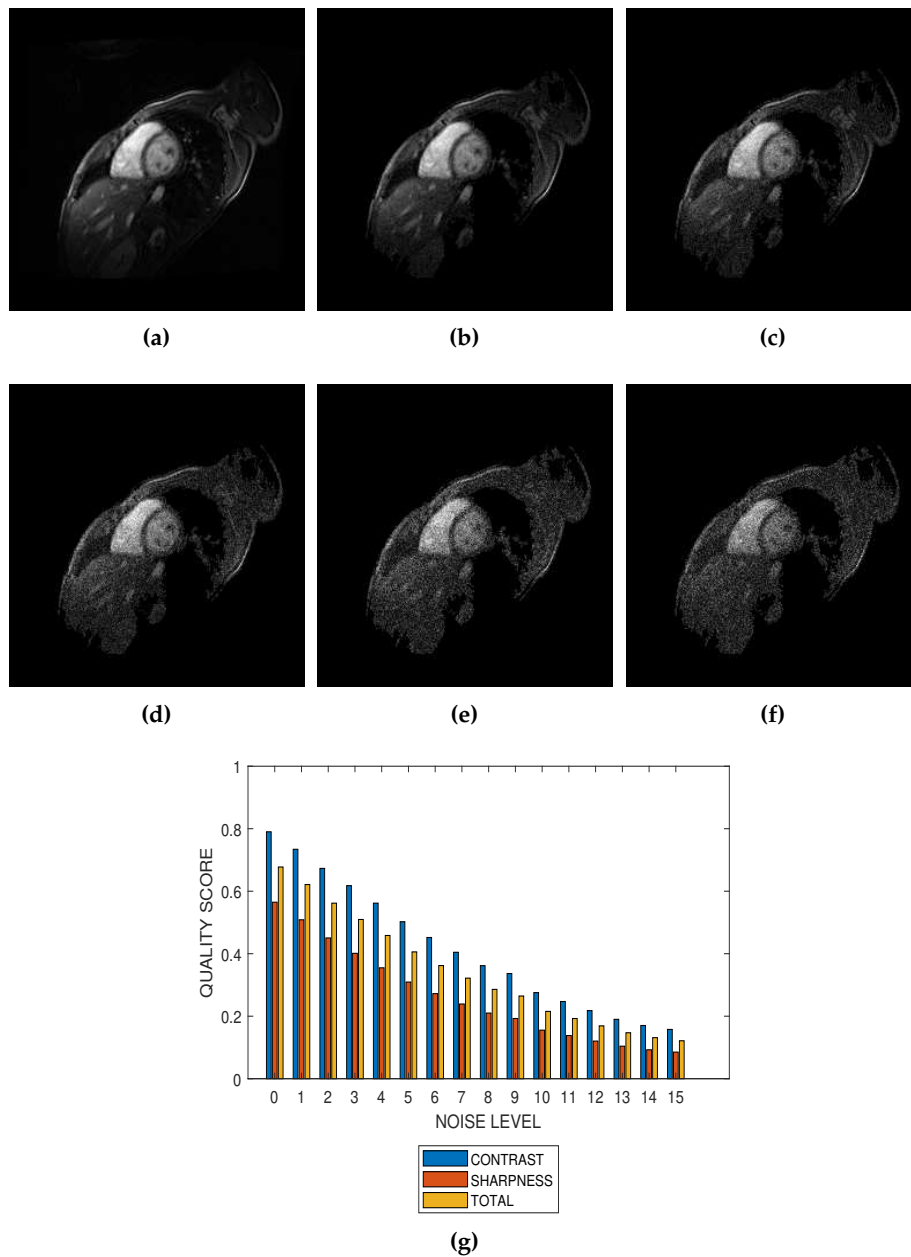 (a)
(b)
(c)
(d)
(e)
(f)
1
0.8
0.6
0.4
0.2
0
QUALITY SCORE
0 1 2 3 4 5 6 7 8 9 10 11 12 13 14 15
NOISE LEVEL
CONTRAST
SHARPNESS
TOTAL
(g)